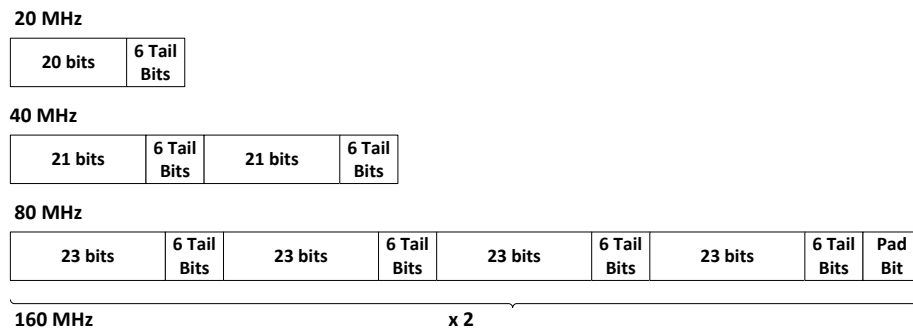 20 MHz
20 bits
6 Tail
Bits
40 MHz
21 bits
6 Tail
Bits
21 bits
6 Tail
Bits
80 MHz
23 bits
6 Tail
Bits
23 bits
6 Tail
Bits
23 bits
6 Tail
Bits
23 bits
6 Tail
Bits
Pad
Bit
160 MHz
x 2